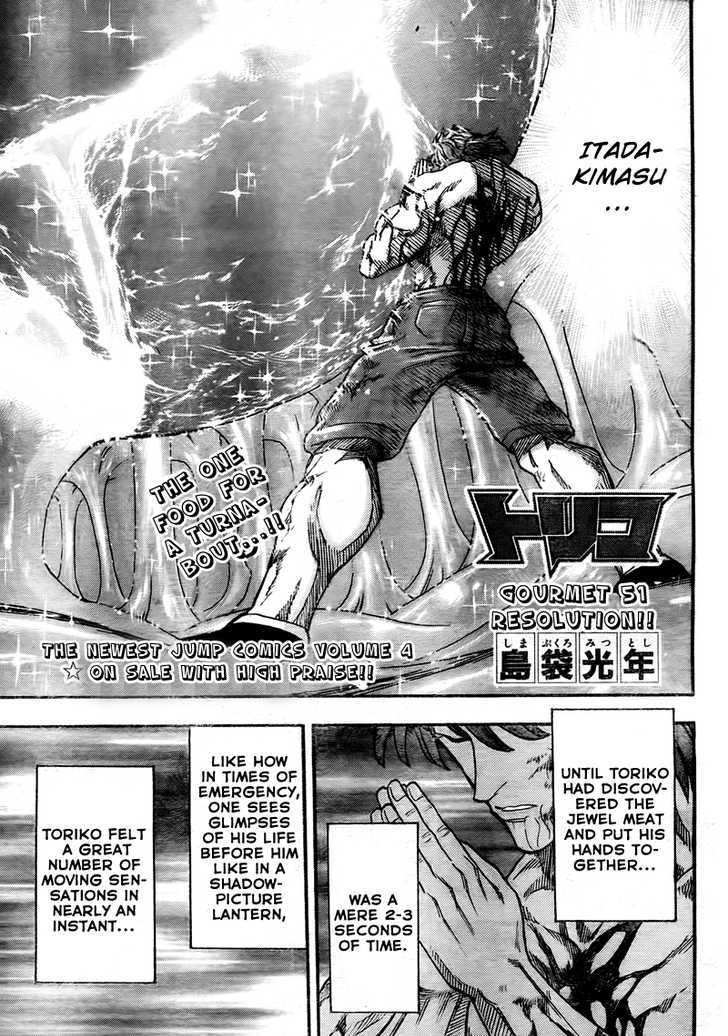 ITADA-
KIMASU
...
THE ONE
FOOD FOR
A TURNA-
BOUT...!!
トリコ
GOURMET 51
RESOLUTION!!
しま ぶくろ みつ とし
島袋光年
THE NEWEST JUMP COMICS VOLUME 4
☆ ON SALE WITH HIGH PRAISE!!
UNTIL TORIKO
HAD DISCOV-
ERED THE
JEWEL MEAT
AND PUT HIS
HANDS TO-
GETHER...
WAS A
MERE 2-3
SECONDS
OF TIME.
LIKE HOW
IN TIMES OF
EMERGENCY,
ONE SEES
GLIMPSES
OF HIS LIFE
BEFORE HIM
LIKE IN A
SHADOW-
PICTURE
LANTERN,
TORIKO FELT
A GREAT
NUMBER OF
MOVING SEN-
SATIONS IN
NEARLY AN
INSTANT...